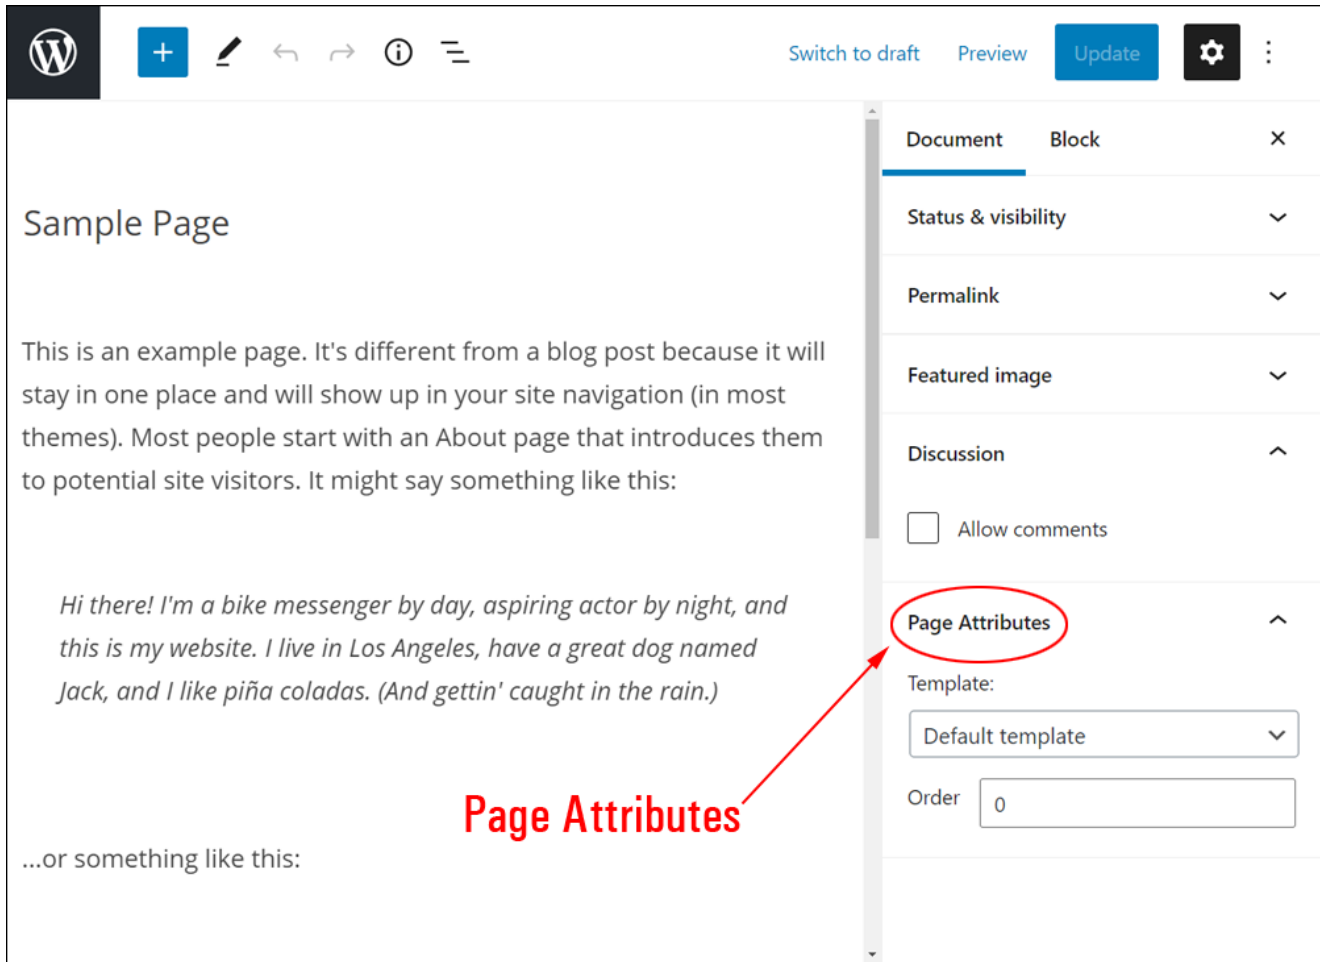 Switch to draft
Preview
Update
Document
Block
Sample Page
This is an example page. It's different from a blog post because it will
stay in one place and will show up in your site navigation (in most
themes). Most people start with an About page that introduces them
to potential site visitors. It might say something like this:
Hi there! I'm a bike messenger by day, aspiring actor by night, and
this is my website. I live in Los Angeles, have a great dog named
Jack, and I like piña coladas. (And gettin' caught in the rain.)
...or something like this:
Status & visibility
Permalink
Featured image
Discussion
Allow comments
Page Attributes
Template:
Default template
Order
0
Page Attributes